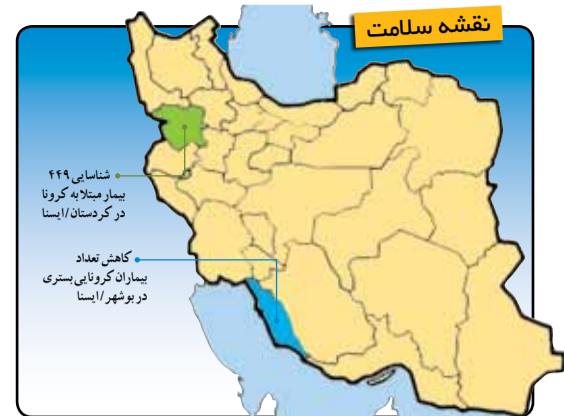 نقشه سلامت
شناسایی ۴۴۹
بیمار مبتلا به کرونا
در کردستان/ایسنا
کاهش تعداد
بیماران کرونایی بستری
در بوشهر/ایسنا